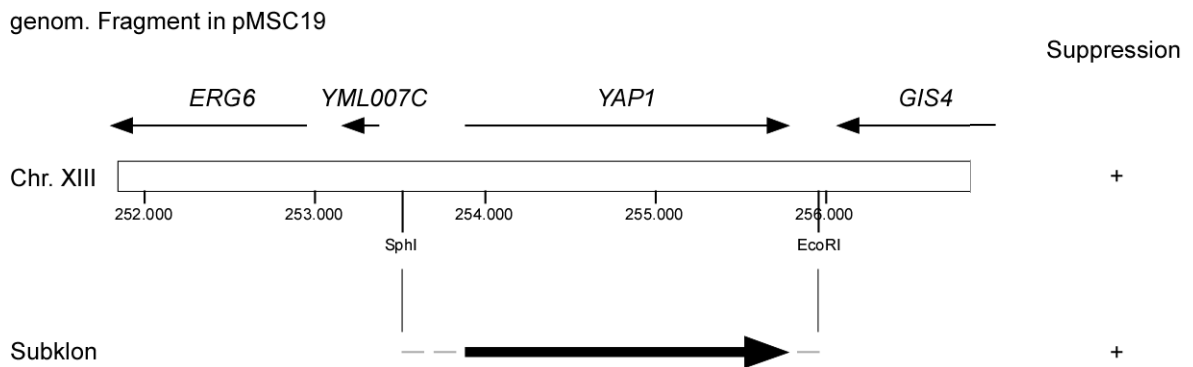 genom. Fragment in pMSC19
Suppression
ERG6 YML007C YAP1 GIS4
Chr. XIII +
252.000 253.000 254.000 255.000 256.000
SphI EcoRI
Subklon +